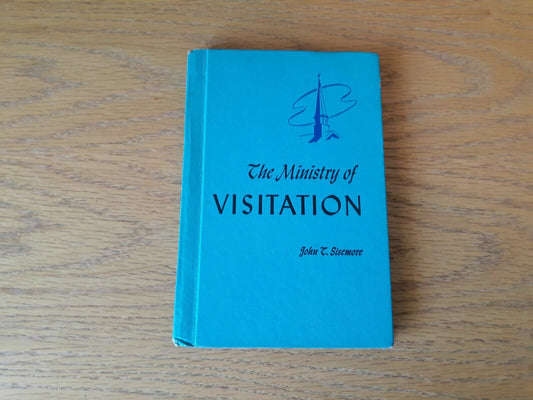 The Ministry of
VISITATION
John T. Sisemore